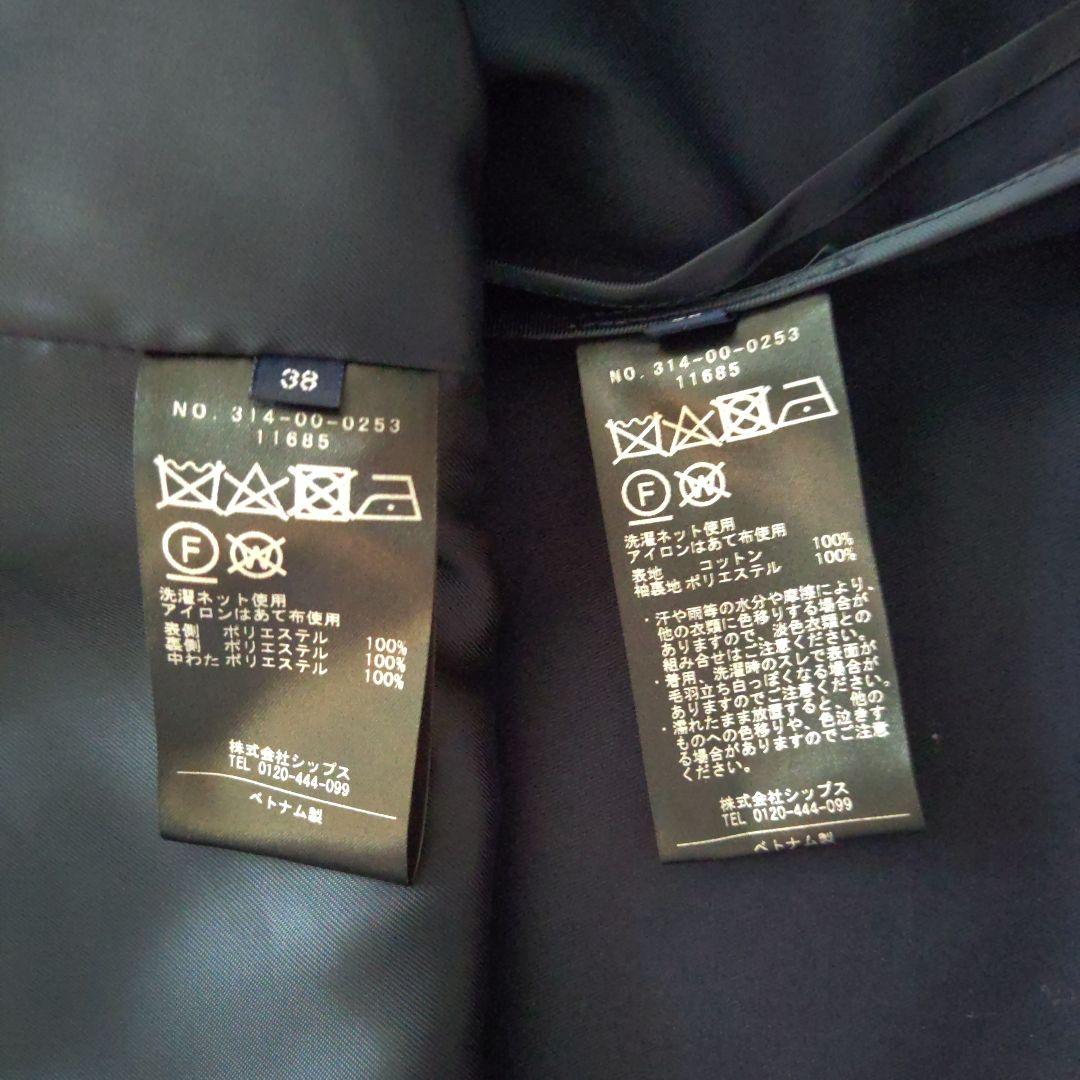 38
NO. 314-00-0253
11685
F
W
洗濯ネット使用
アイロンはあて布使用
表側 ポリエステル 100%
裏側 ポリエステル 100%
中わた ポリエステル 100%
株式会社シップス
TEL 0120-444-099
ベトナム製
NO. 314-00-0253
11685
F
W
洗濯ネット使用
アイロンはあて布使用
表地 コットン 100%
袖裏地 ポリエステル 100%
・汗や雨等の水分や摩擦により、
他の衣類に色移りする場合が
ありますので、淡色衣類との
組み合せはご注意ください。
・着用、洗濯時のスレで表面が
毛羽立ち白っぽくなる場合が
ありますのでご注意ください。
・濡れたまま放置すると、他の
ものへの色移りや、色泣きす
る場合がありますのでご注意
ください。
株式会社シップス
TEL 0120-444-099
ベトナム製